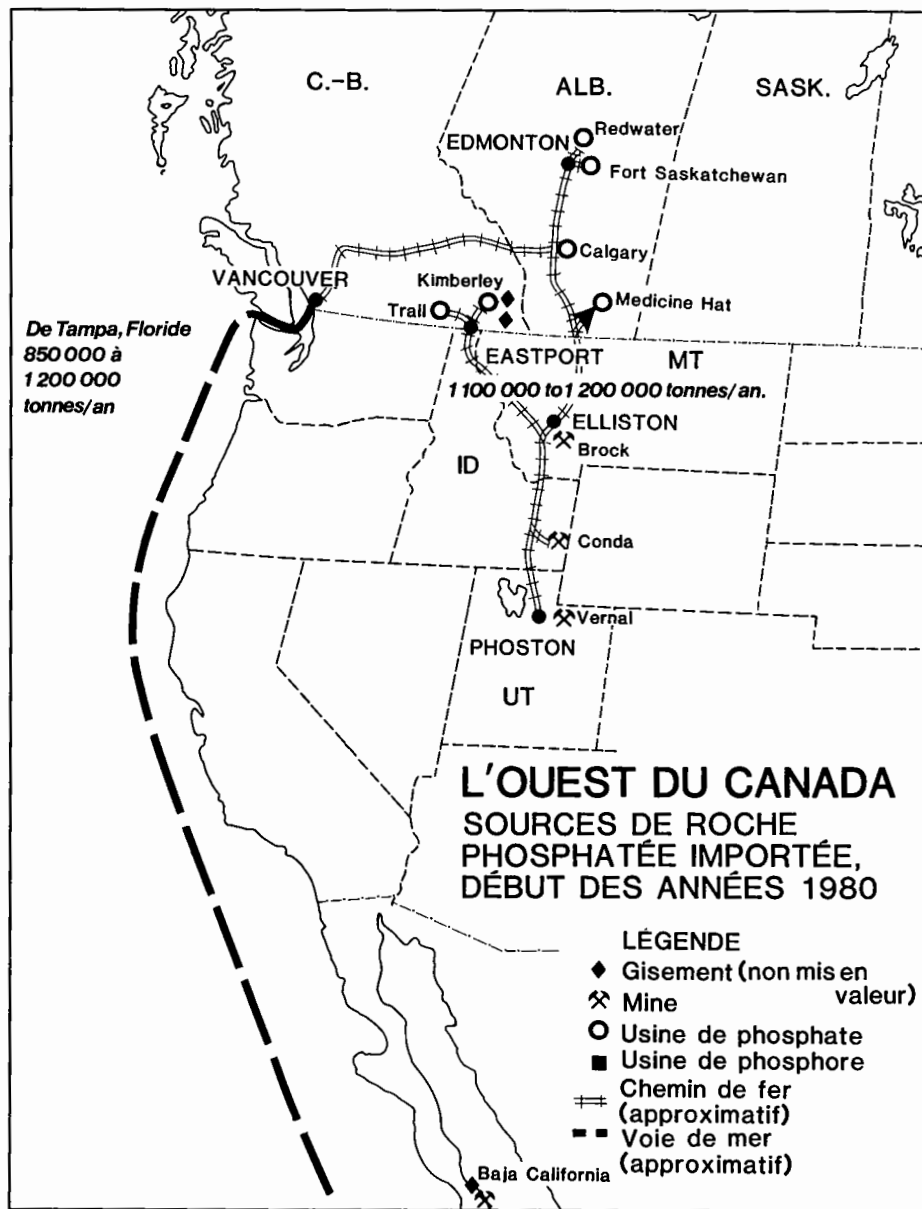 C.-B.
ALB.
SASK.
Redwater
EDMONTON
Fort Saskatchewan
Calgary
VANCOUVER
Kimberley
Trail
Medicine Hat
De Tampa, Floride
850 000 à
1 200 000
tonnes/an
EASTPORT
MT
1 100 000 to 1 200 000 tonnes/an.
ELLISTON
Brock
ID
Conda
Vernal
PHOSTON
UT
L'OUEST DU CANADA
SOURCES DE ROCHE
PHOSPHATÉE IMPORTÉE,
DÉBUT DES ANNÉES 1980
LÉGENDE
Gisement (non mis en
valeur)
Mine
Usine de phosphate
Usine de phosphore
Chemin de fer
(approximatif)
Voie de mer
(approximatif)
Baja California